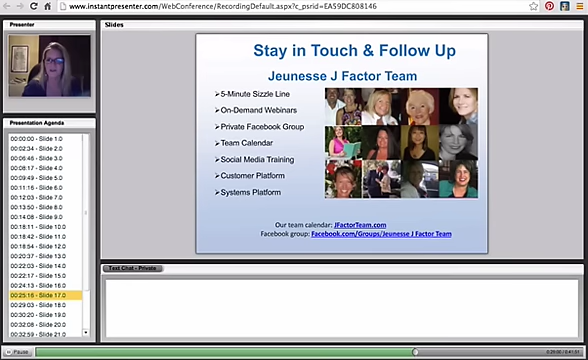 www.instantpresenter.com/WebConference/RecordingDefault.aspx?c_psrid=EA59DC808146
Presenter
Slides
Stay in Touch & Follow Up
Jeunesse J Factor Team
➢5-Minute Sizzle Line
➢On-Demand Webinars
➢Private Facebook Group
➢Team Calendar
➢Social Media Training
➢Customer Platform
➢Systems Platform
Our team calendar: JFactorTeam.com
Facebook group: Facebook.com/Groups/Jeunesse J Factor Team
Presentation Agenda
00:00:00 - Slide 1.0
00:02:34 - Slide 2.0
00:06:46 - Slide 3.0
00:08:17 - Slide 4.0
00:09:49 - Slide 5.0
00:11:16 - Slide 6.0
00:12:03 - Slide 7.0
00:13:50 - Slide 8.0
00:14:08 - Slide 9.0
00:18:11 - Slide 10.0
00:18:42 - Slide 11.0
00:18:54 - Slide 12.0
00:20:37 - Slide 13.0
00:22:03 - Slide 14.0
00:22:17 - Slide 15.0
00:24:13 - Slide 16.0
00:25:16 - Slide 17.0
00:29:03 - Slide 18.0
00:30:20 - Slide 19.0
00:32:08 - Slide 20.0
00:32:59 - Slide 21.0
Text Chat - Private
Pause